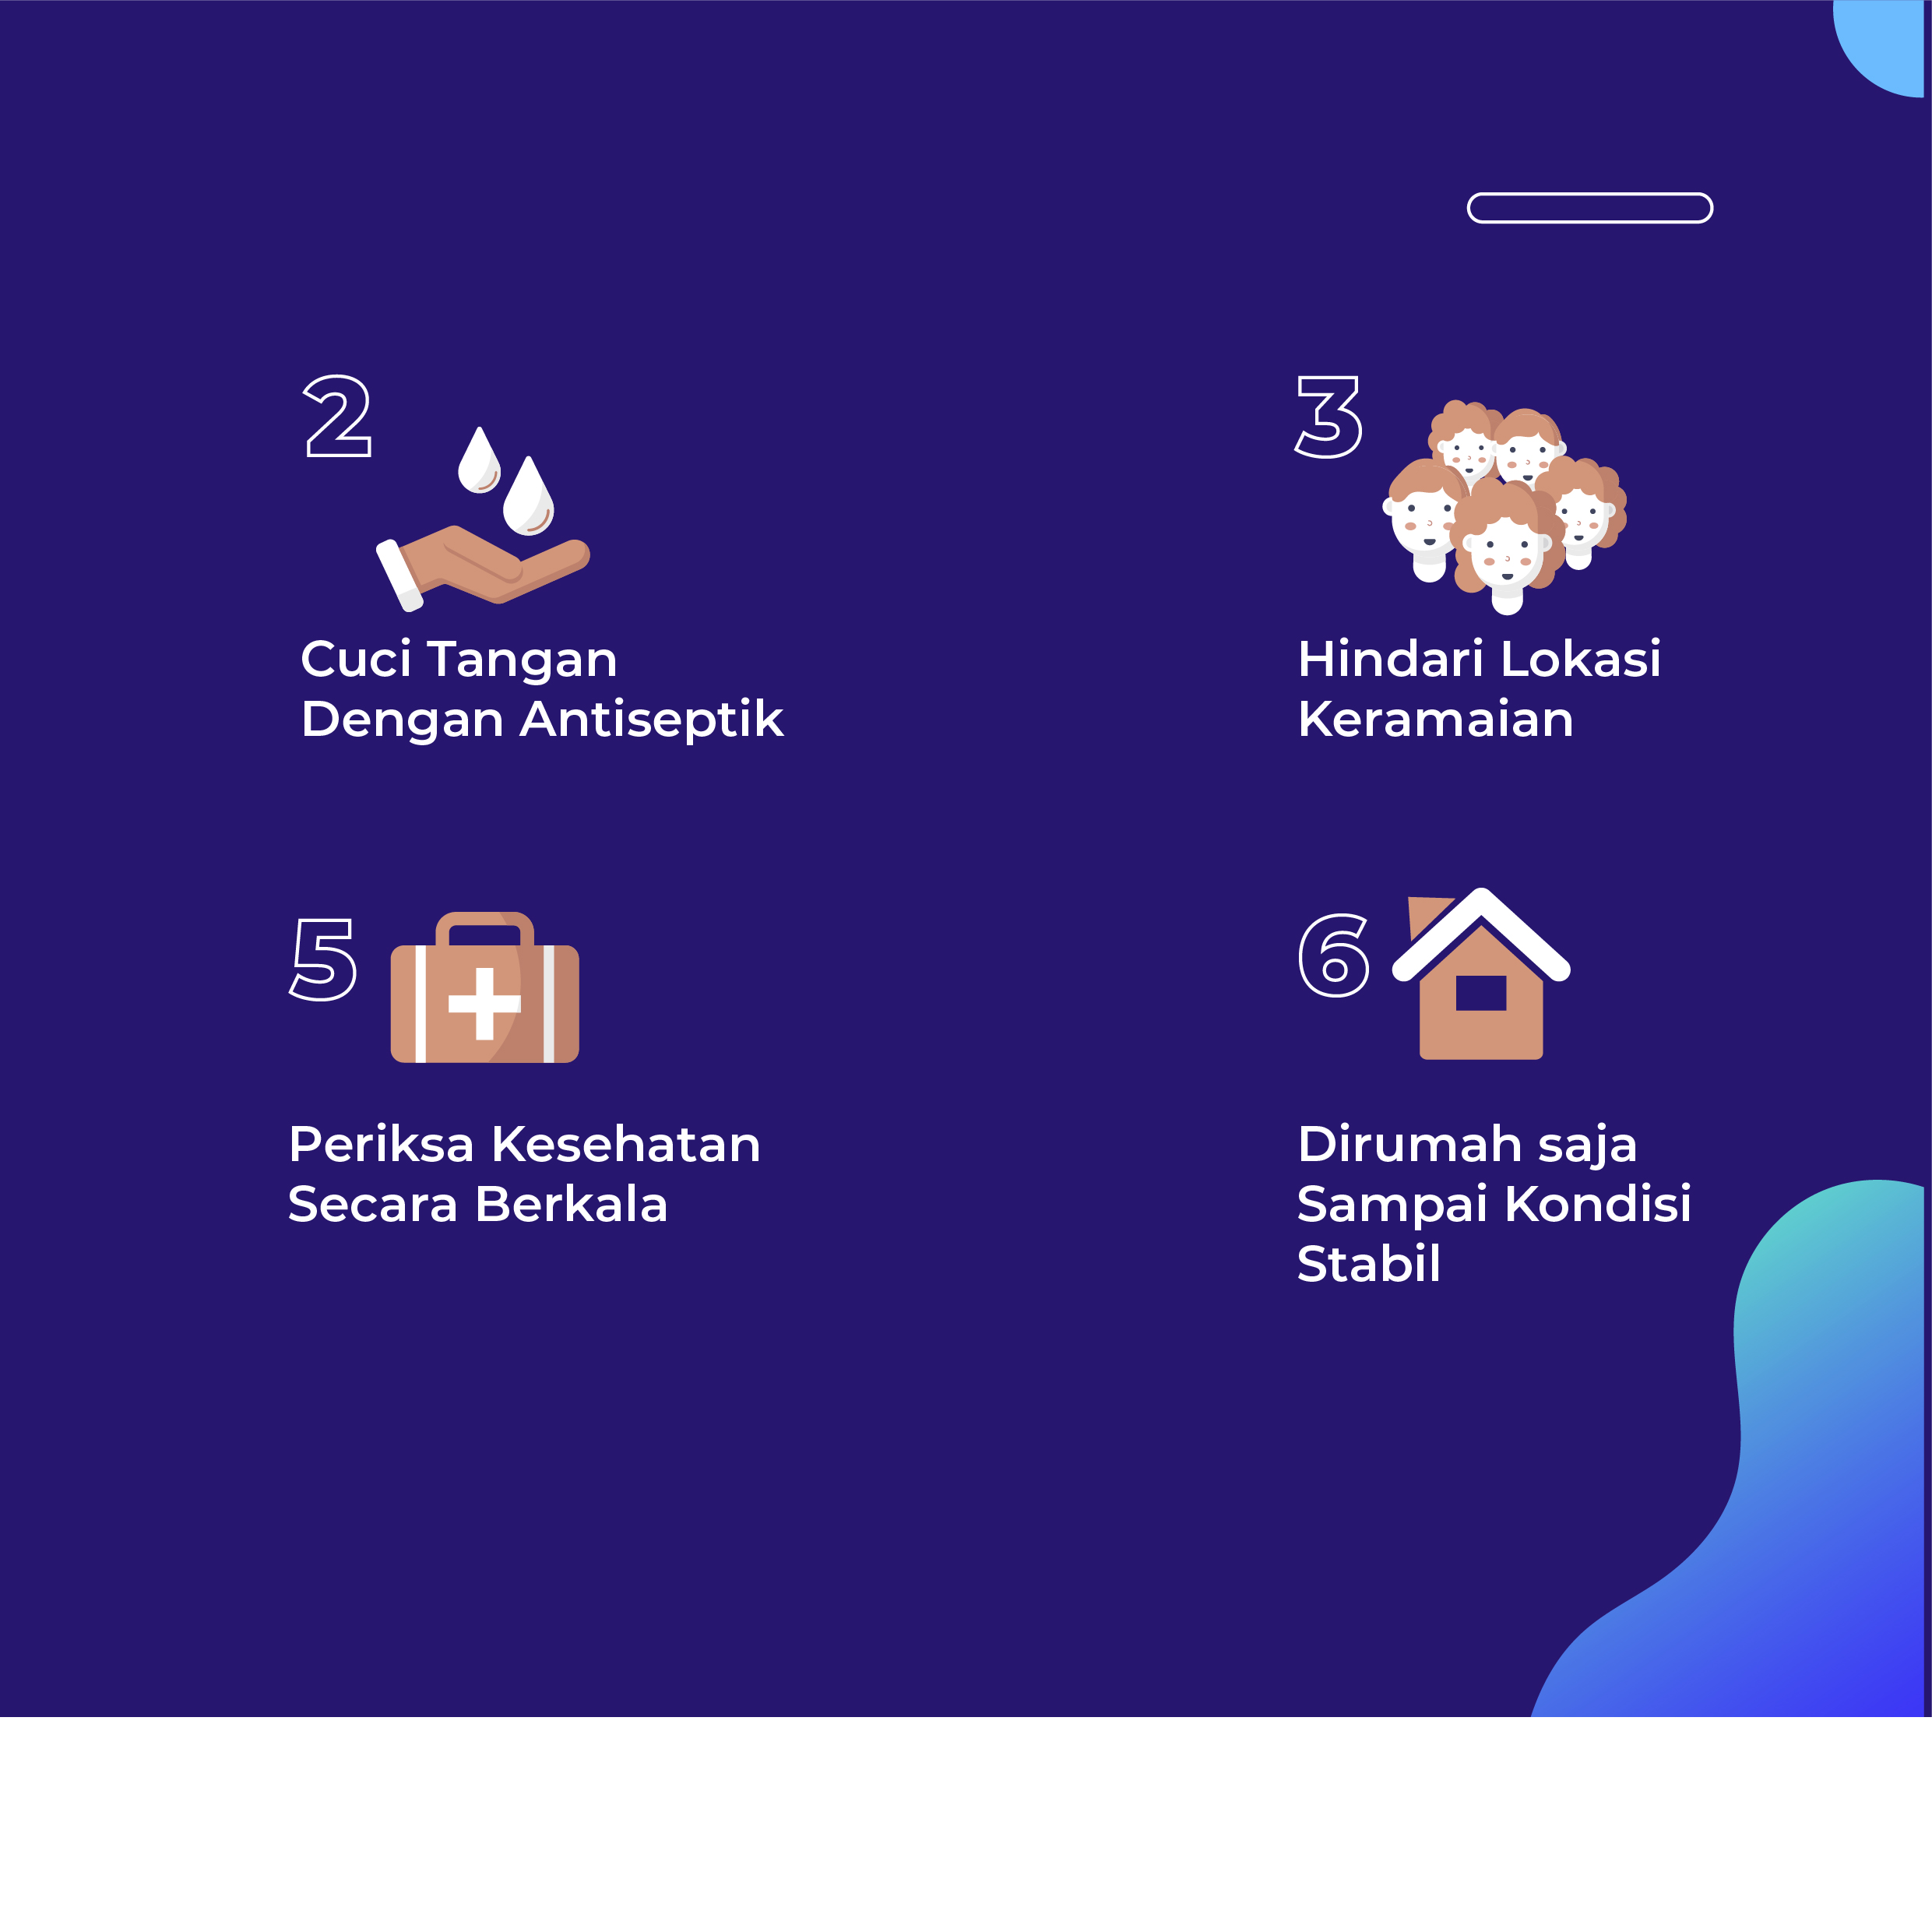 2
Cuci Tangan
Dengan Antiseptik
3
Hindari Lokasi
Keramaian
5
Periksa Kesehatan
Secara Berkala
6
Dirumah saja
Sampai Kondisi
Stabil